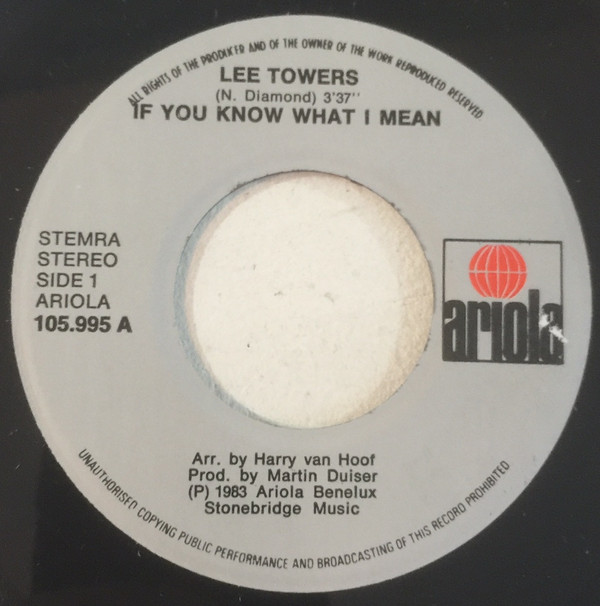 ALL RIGHTS OF THE PRODUCER AND OF THE OWNER OF THE WORK REPRODUCED RESERVED
LEE TOWERS
(N. Diamond) 3'37''
IF YOU KNOW WHAT I MEAN
STEMRA
STEREO
SIDE 1
ARIOLA
105.995 A
ariola
Arr. by Harry van Hoof
Prod. by Martin Duiser
(P) 1983 Ariola Benelux
Stonebridge Music
UNAUTHORISED COPYING PUBLIC PERFORMANCE AND BROADCASTING OF THIS RECORD PROHIBITED